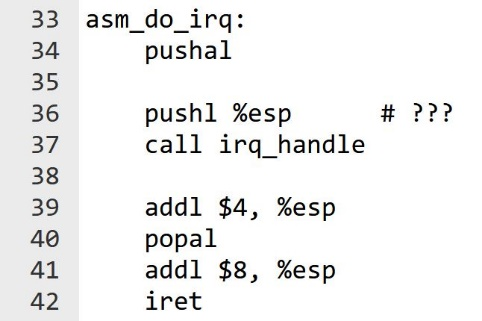 33 asm_do_irq:
34     pushal
35
36     pushl %esp      # ???
37     call irq_handle
38
39     addl $4, %esp
40     popal
41     addl $8, %esp
42     iret